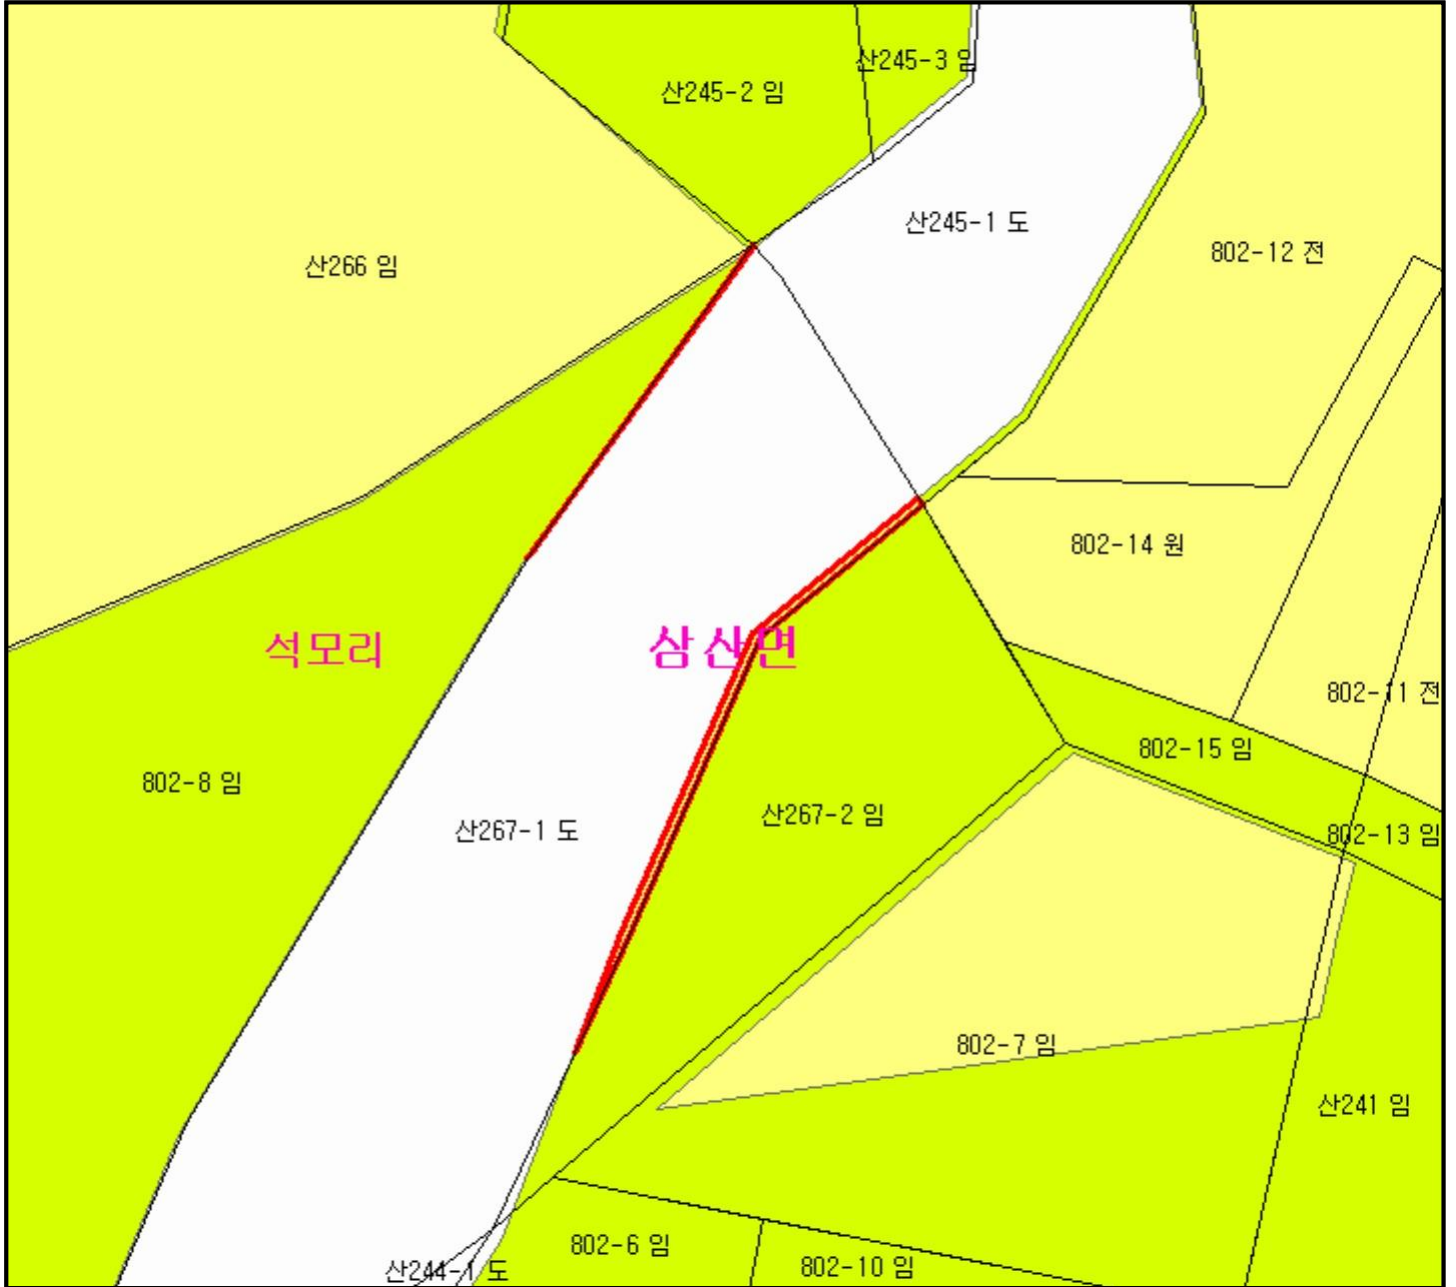 산245-3 임
산245-2 임
산245-1 도
802-12 전
산266 임
802-14 원
석모리
삼산면
802-11 전
802-15 임
802-8 임
산267-2 임
산267-1 도
802-13 임
802-7 임
산241 임
802-6 임
802-10 임
산244-1 도